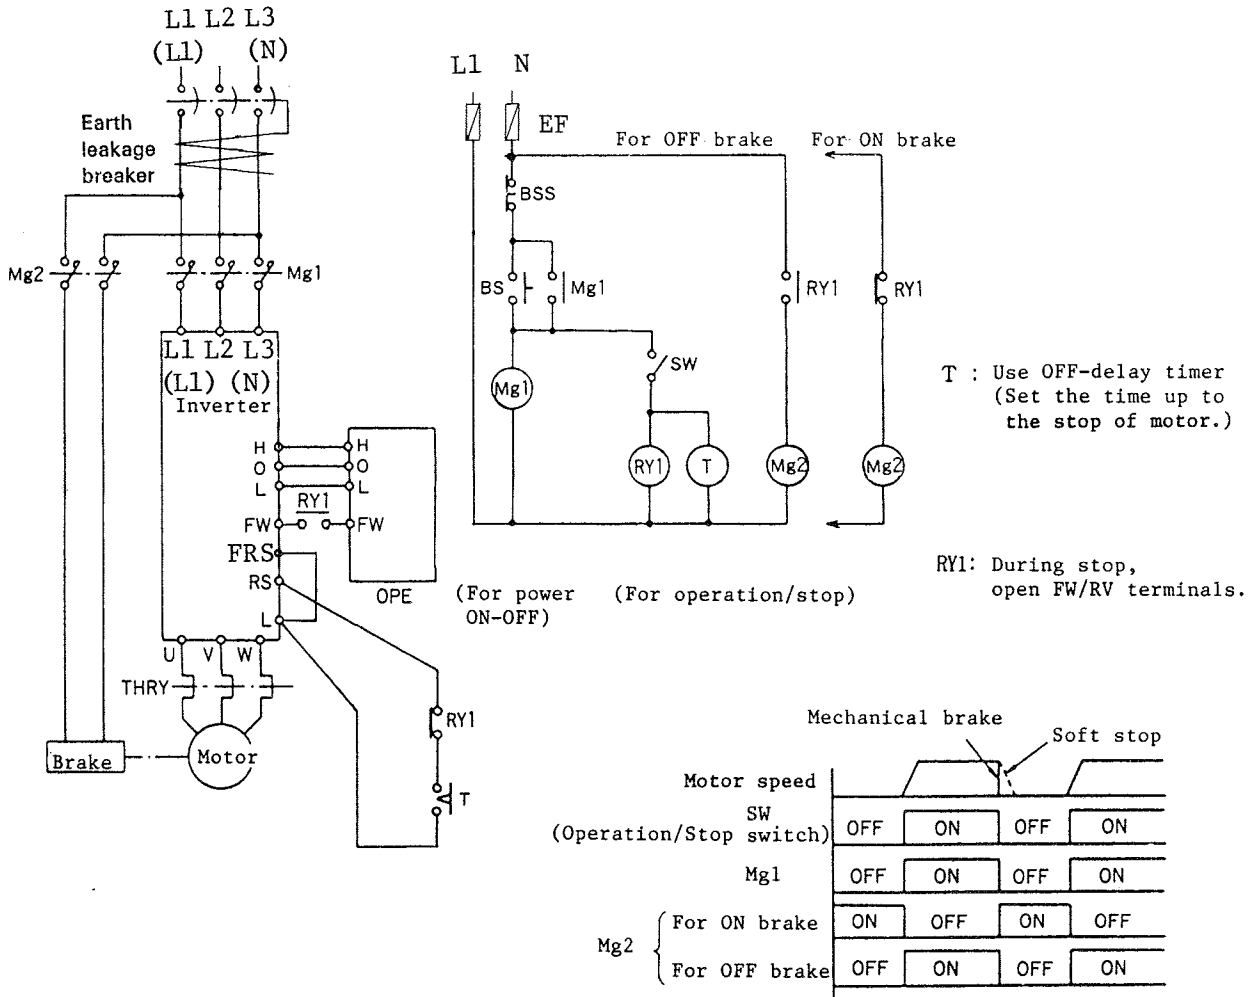 L1 L2 L3
(L1) (N)
Earth
leakage
breaker
Mg2
Mg1
L1 L2 L3
(L1) (N)
Inverter
H H
O O
L L
RY1
FW FW
FRS
RS
L
OPE
U V W
THRY
Brake
Motor
RY1
T
L1 N
EF
For OFF brake
For ON brake
BSS
BS
Mg1
RY1
RY1
SW
Mg1
RY1
T
Mg2
Mg2
(For power
ON-OFF)
(For operation/stop)
T : Use OFF-delay timer
(Set the time up to
the stop of motor.)
RY1: During stop,
open FW/RV terminals.
Mechanical brake
Soft stop
Motor speed
SW
(Operation/Stop switch)
OFF ON OFF ON
Mg1
OFF ON OFF ON
Mg2
For ON brake
ON OFF ON OFF
For OFF brake
OFF ON OFF ON